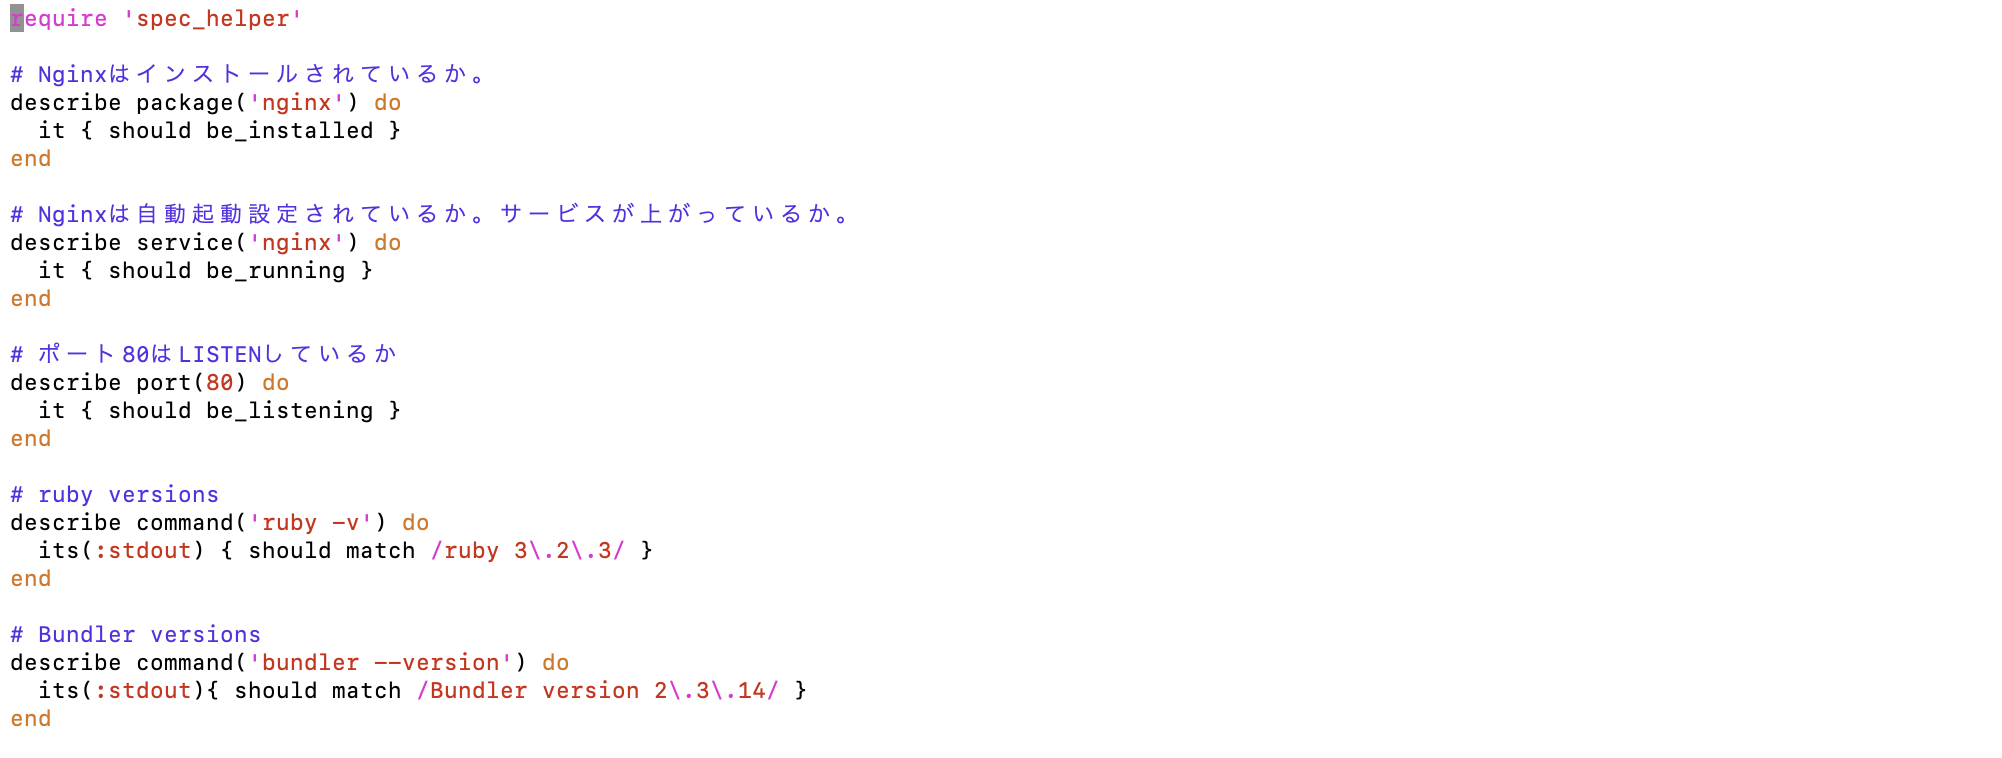 require 'spec_helper'

# Nginxはインストールされているか。
describe package('nginx') do
  it { should be_installed }
end

# Nginxは自動起動設定されているか。サービスが上がっているか。
describe service('nginx') do
  it { should be_running }
end

# ポート80はLISTENしているか
describe port(80) do
  it { should be_listening }
end

# ruby versions
describe command('ruby -v') do
  its(:stdout) { should match /ruby 3\.2\.3/ }
end

# Bundler versions
describe command('bundler --version') do
  its(:stdout){ should match /Bundler version 2\.3\.14/ }
end